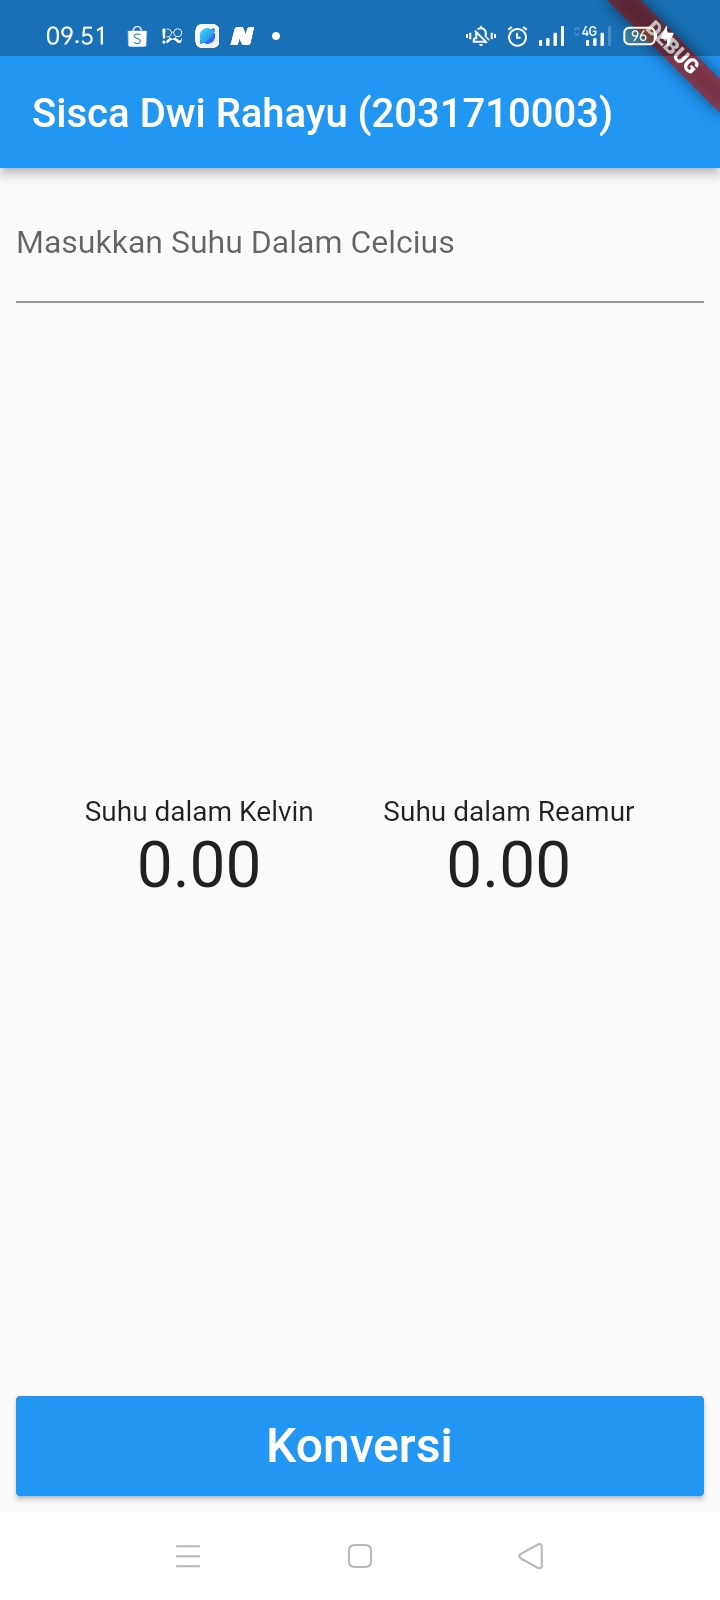 09.51
4G
96
DEBUG
Sisca Dwi Rahayu (2031710003)
Masukkan Suhu Dalam Celcius
Suhu dalam Kelvin
0.00
Suhu dalam Reamur
0.00
Konversi